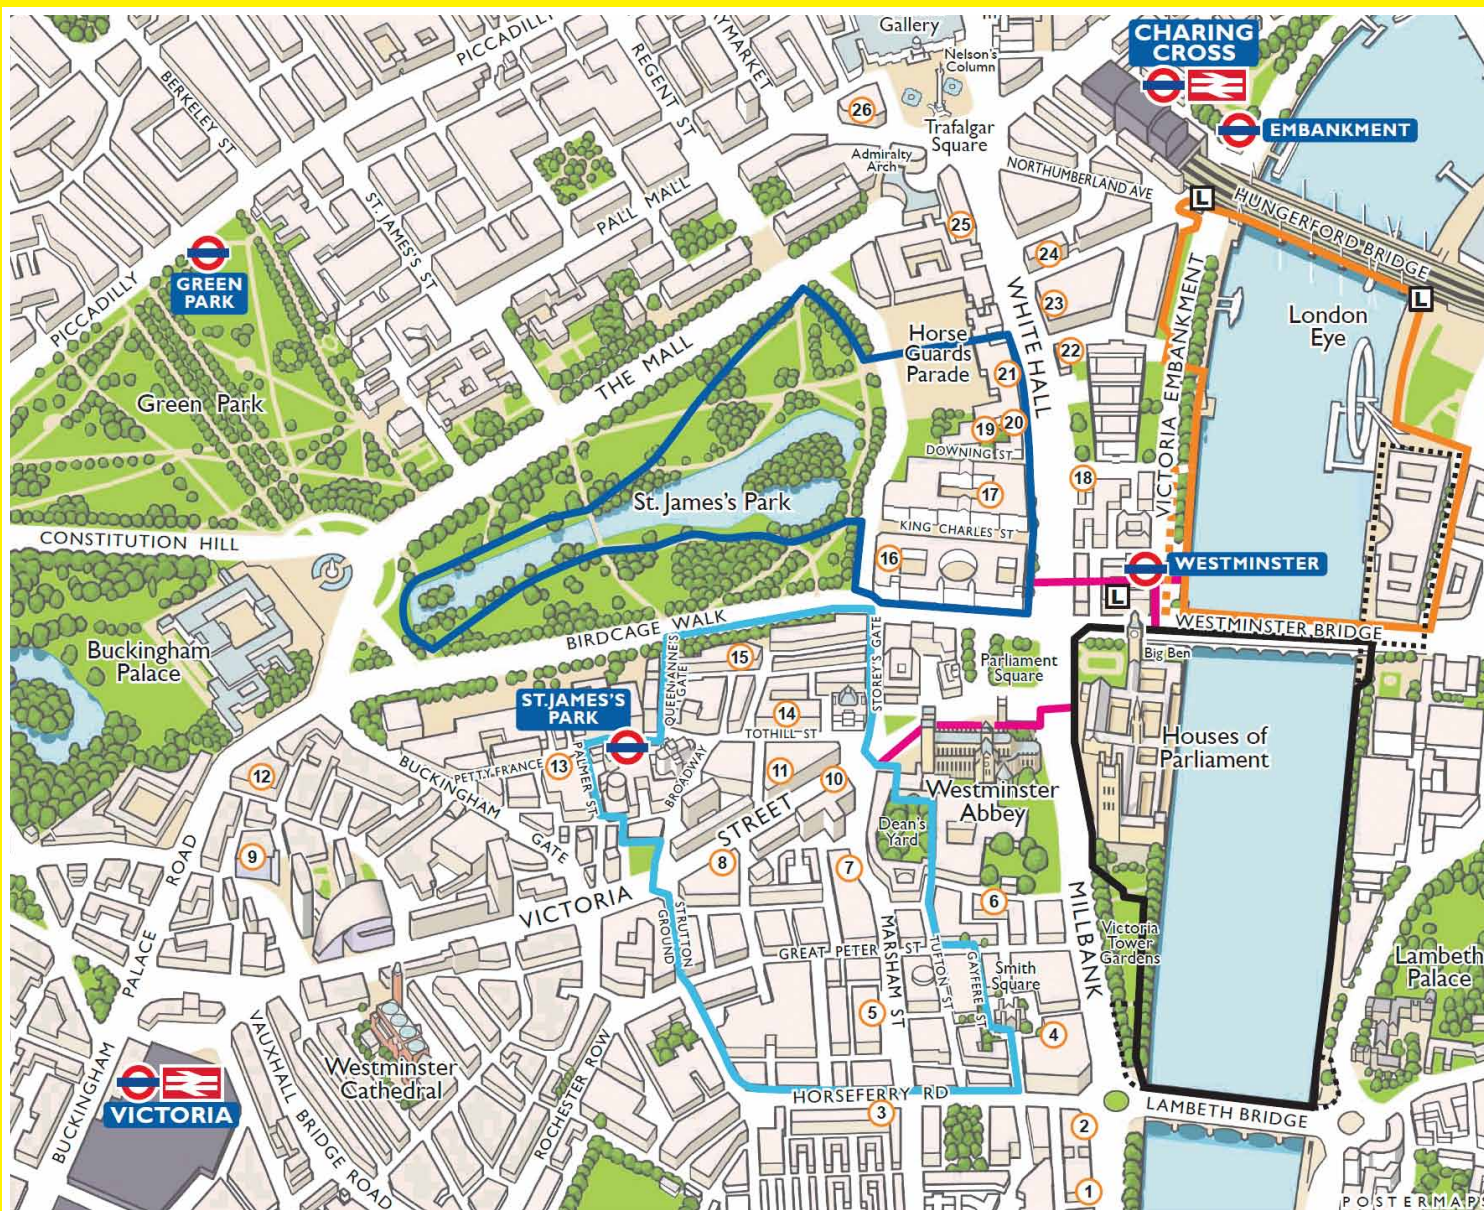 PICCADILLY
REGENT ST
YMARKET
Gallery
Nelson's
Column
CHARING
CROSS
BERKELEY ST
26
Trafalgar
Square
EMBANKMENT
Admiralty
Arch
NORTHUMBERLAND AVE
PALL MALL
ST. JAMES'S ST
L
HUNGERFORD BRIDGE
25
24
GREEN
PARK
PICCADILLY
WHITEHALL
23
VICTORIA EMBANKMENT
London
Eye
L
Horse
Guards
Parade
THE MALL
22
21
Green Park
19
20
DOWNING ST
18
St. James's Park
17
KING CHARLES ST
CONSTITUTION HILL
16
WESTMINSTER
L
WESTMINSTER BRIDGE
BIRDCAGE WALK
QUEEN ANNE'S
GATE
STOREY'S GATE
Buckingham
Palace
15
Parliament
Square
Big Ben
ST.JAMES'S
PARK
14
TOTHILL ST
Houses of
Parliament
BUCKINGHAM
GATE
PETTY FRANCE
13
PALMER ST
BROADWAY
12
11
10
Westminster
Abbey
Dean's
Yard
VICTORIA
STREET
9
8
7
6
MILLBANK
Victoria
Tower
Gardens
PALACE
ROAD
STRUTTON
GROUND
GREAT PETER ST
MARSHAM ST
TUFTON ST
GAYFERE ST
Smith
Square
Lambeth
Palace
5
4
BUCKINGHAM
VAUXHALL BRIDGE ROAD
Westminster
Cathedral
ROCHESTER ROW
HORSEFERRY RD
VICTORIA
LAMBETH BRIDGE
3
2
1
POSTERMAPS